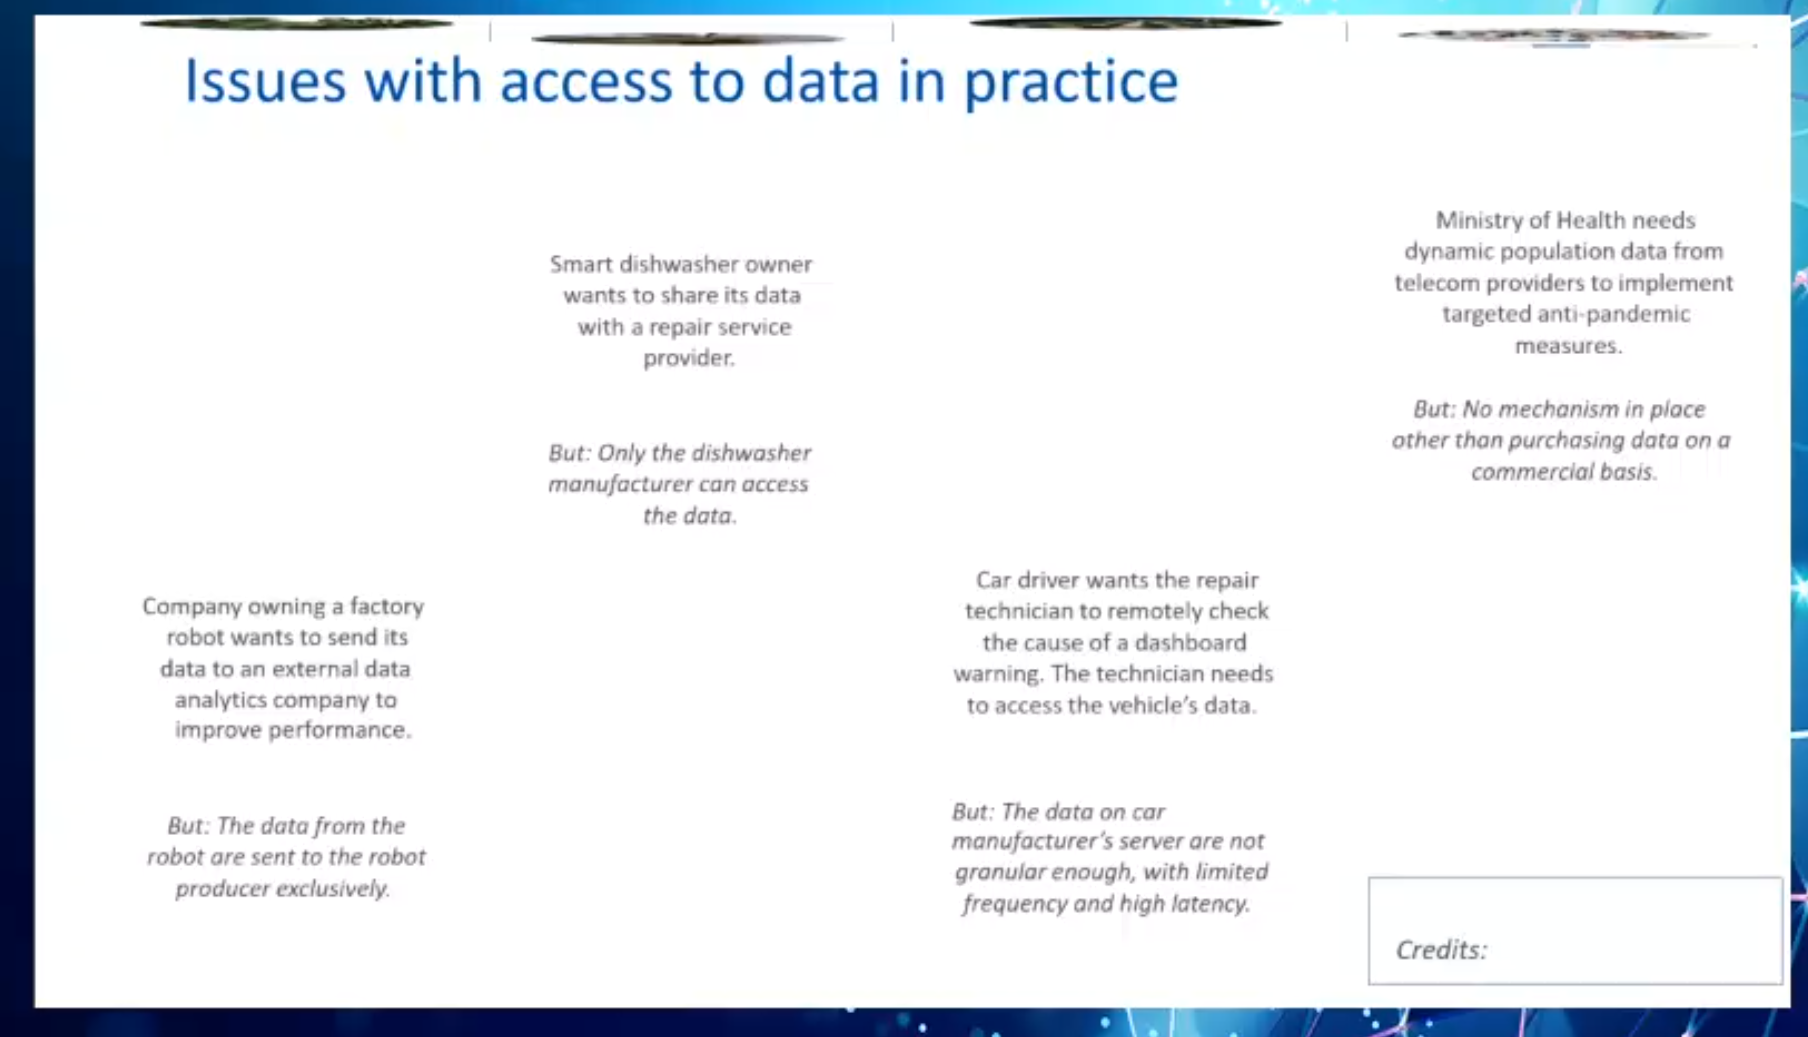 Issues with access to data in practice
Company owning a factory
robot wants to send its
data to an external data
analytics company to
improve performance.
But: The data from the
robot are sent to the robot
producer exclusively.
Smart dishwasher owner
wants to share its data
with a repair service
provider.
But: Only the dishwasher
manufacturer can access
the data.
Car driver wants the repair
technician to remotely check
the cause of a dashboard
warning. The technician needs
to access the vehicle’s data.
But: The data on car
manufacturer’s server are not
granular enough, with limited
frequency and high latency.
Ministry of Health needs
dynamic population data from
telecom providers to implement
targeted anti-pandemic
measures.
But: No mechanism in place
other than purchasing data on a
commercial basis.
Credits: